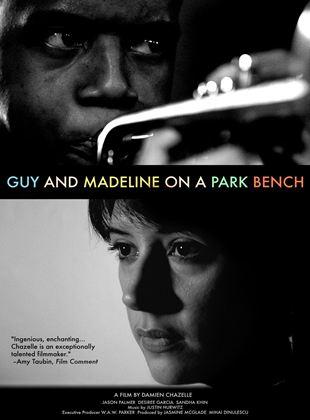 GUY AND MADELINE ON A PARK BENCH
"Ingenious, enchanting...
Chazelle is an exceptionally
talented filmmaker."
–Amy Taubin, Film Comment
A FILM BY DAMIEN CHAZELLE
JASON PALMER DESIREE GARCIA, SANDHA KHIN
Music by JUSTIN HURWITZ
Executive Producer W.A.W. PARKER Produced by JASMINE MCGLADE MIHAI DINULESCU